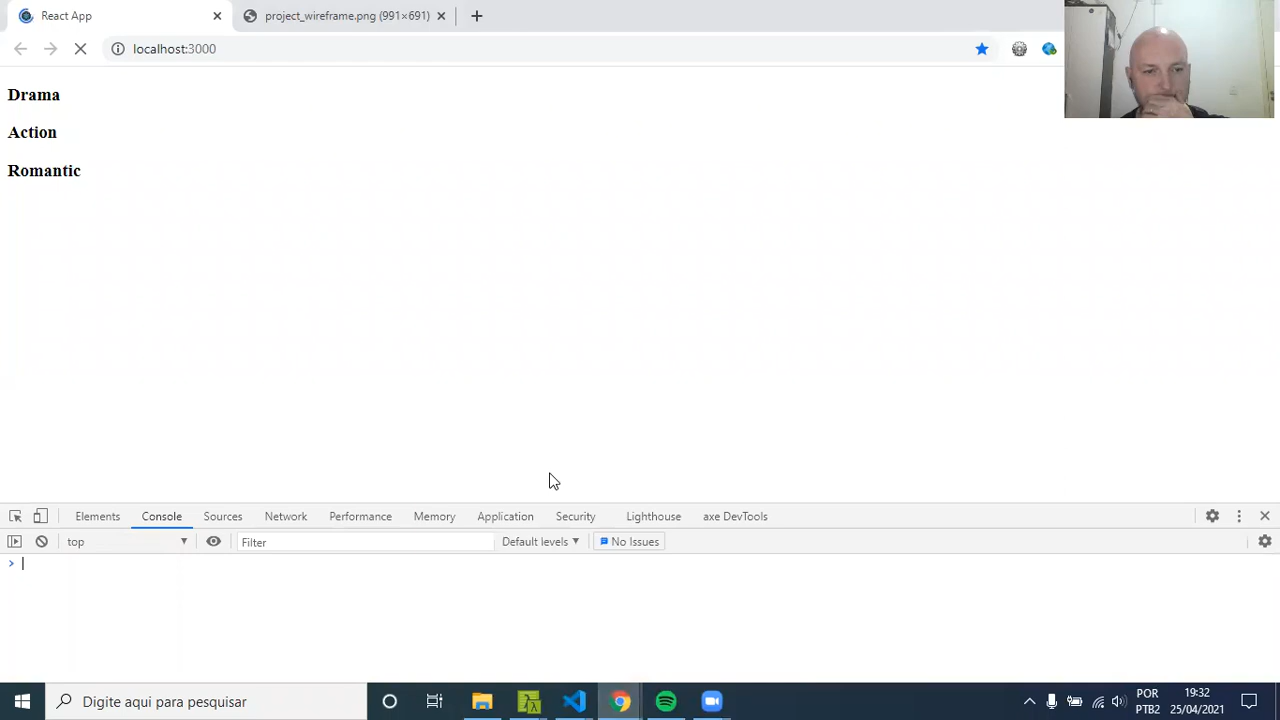 React App
project_wireframe.png (991×691)
localhost:3000
Drama
Action
Romantic
Elements Console Sources Network Performance Memory Application Security Lighthouse axe DevTools
top Filter Default levels No Issues
Digite aqui para pesquisar
POR 19:32
PTB2 25/04/2021